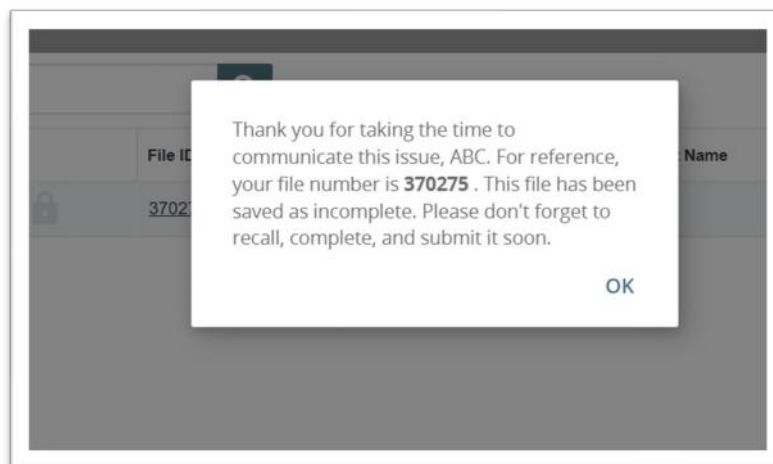 Thank you for taking the time to
communicate this issue, ABC. For reference,
your file number is 370275 . This file has been
saved as incomplete. Please don't forget to
recall, complete, and submit it soon.
OK
File ID
Name
3702